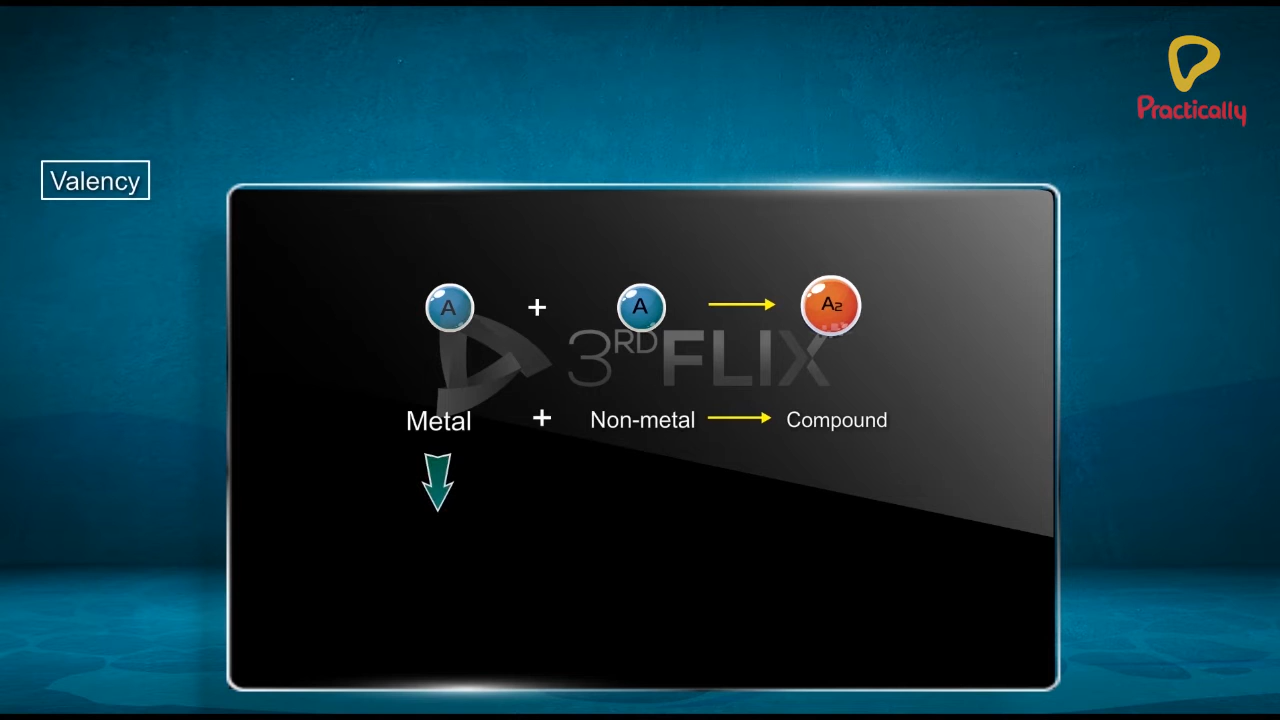 Practically
Valency
A + A A₂
3RD FLIX
Metal + Non-metal Compound